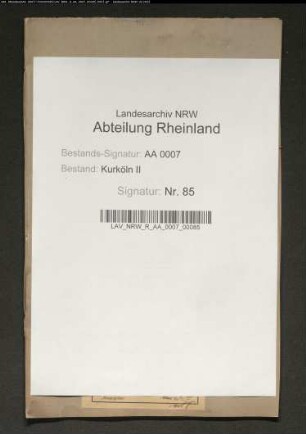 Landesarchiv NRW
Abteilung Rheinland
Bestands-Signatur: AA 0007
Bestand: Kurköln II
Signatur: Nr. 85
LAV_NRW_R_AA_0007_00085